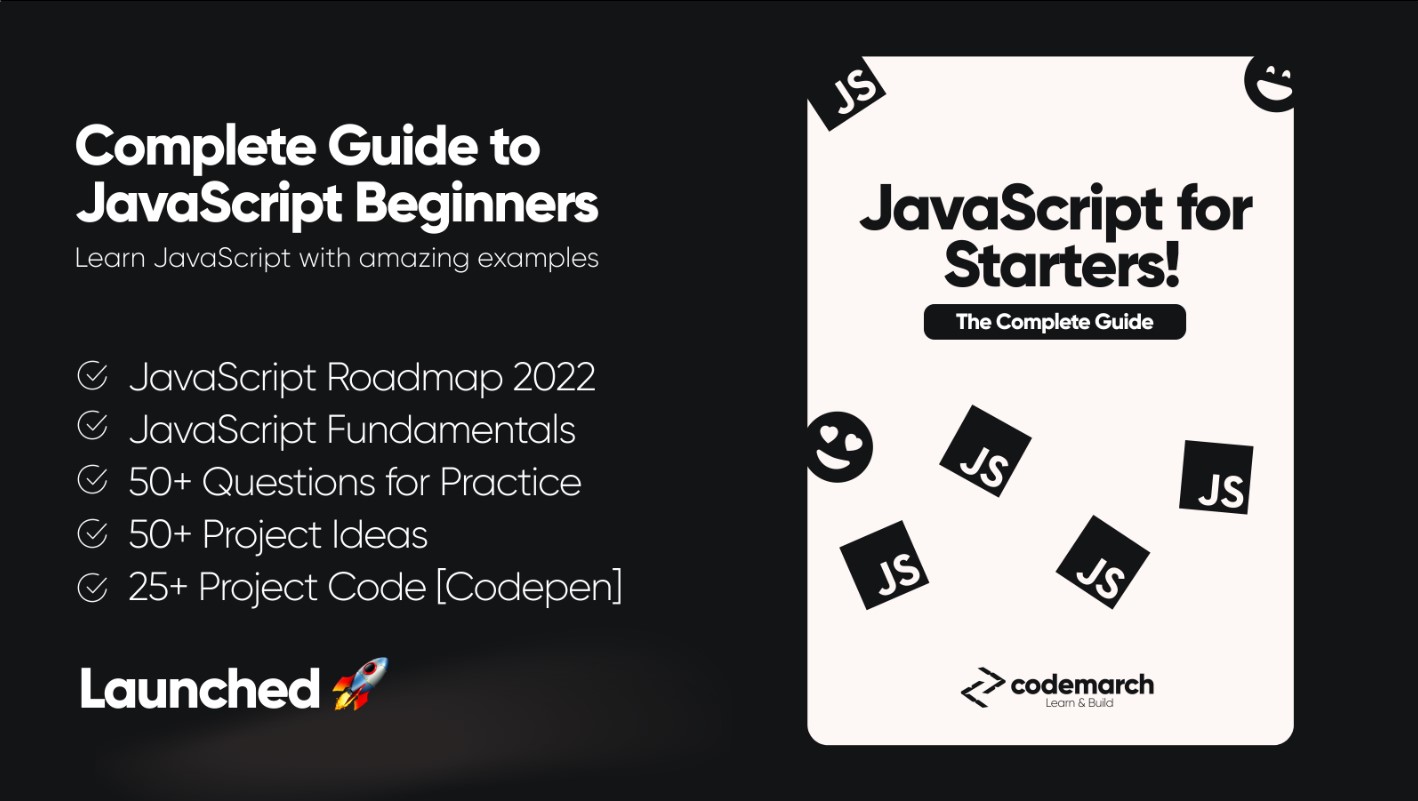 Complete Guide to
JavaScript Beginners
Learn JavaScript with amazing examples
JavaScript Roadmap 2022
JavaScript Fundamentals
50+ Questions for Practice
50+ Project Ideas
25+ Project Code [Codepen]
Launched 🚀
JS
JavaScript for
Starters!
The Complete Guide
JS
JS
JS
JS
codemarch
Learn & Build